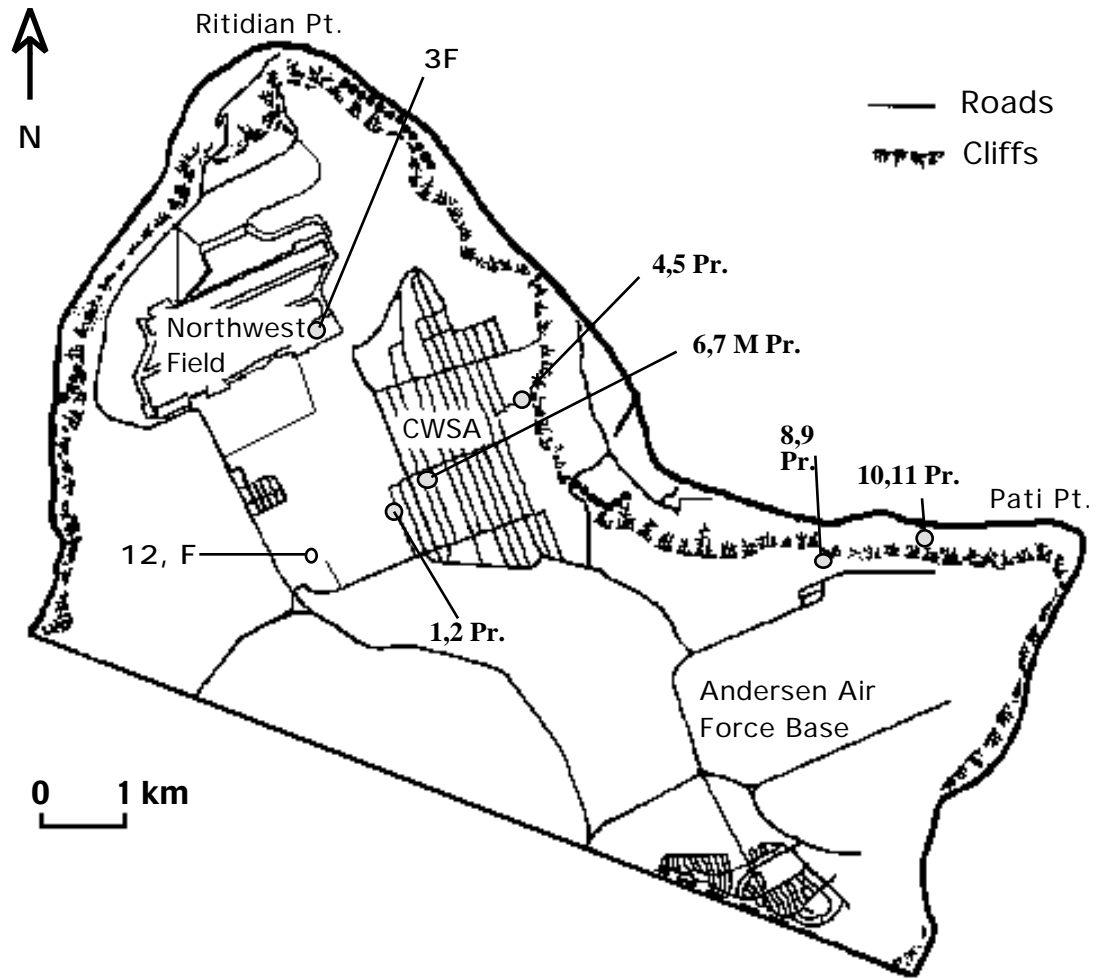 Ritidian Pt.
3F
N
Roads
Cliffs
4,5 Pr.
Northwest
Field
6,7 M Pr.
CWSA
8,9
Pr.
10,11 Pr.
Pati Pt.
12, F
1,2 Pr.
Andersen Air
Force Base
0 1 km